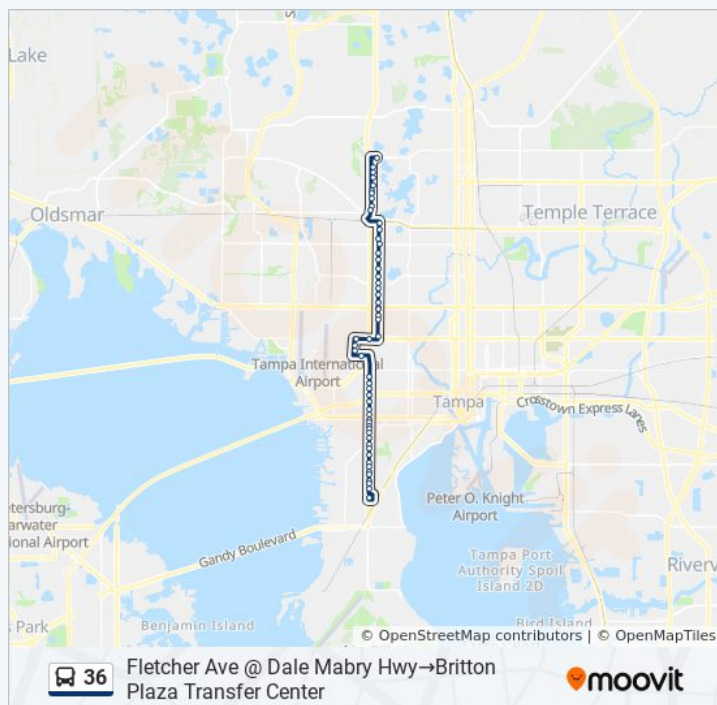 Lake
Oldsmar
Temple Terrace
Tampa International
Airport
Tampa
Crosstown Express Lanes
Peter O. Knight
Airport
etersburg-
arwater
ional Airport
Gandy Boulevard
Tampa Port
Authority Spoil
Island 2D
Riverv
s Park
Benjamin Island
Bird Island
© OpenStreetMap contributors | © OpenMapTiles
36
Fletcher Ave @ Dale Mabry Hwy→Britton
Plaza Transfer Center
moovit